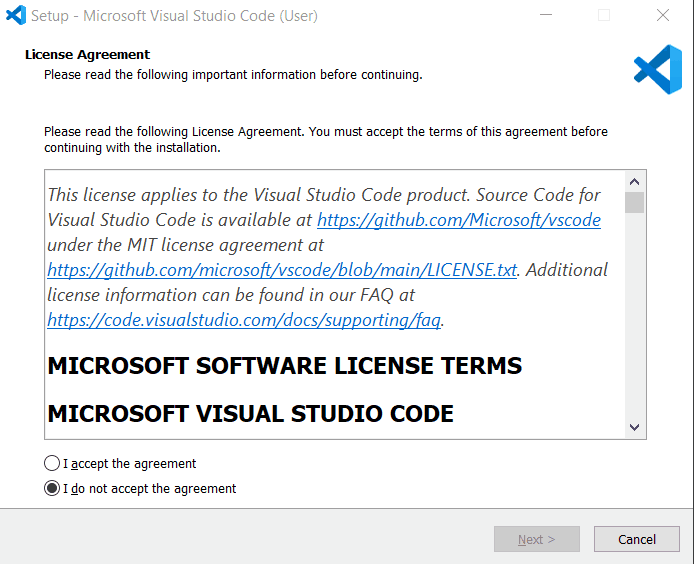 Setup - Microsoft Visual Studio Code (User)
License Agreement
Please read the following important information before continuing.
Please read the following License Agreement. You must accept the terms of this agreement before
continuing with the installation.
This license applies to the Visual Studio Code product. Source Code for
Visual Studio Code is available at https://github.com/Microsoft/vscode
under the MIT license agreement at
https://github.com/microsoft/vscode/blob/main/LICENSE.txt. Additional
license information can be found in our FAQ at
https://code.visualstudio.com/docs/supporting/faq.
MICROSOFT SOFTWARE LICENSE TERMS
MICROSOFT VISUAL STUDIO CODE
I accept the agreement
I do not accept the agreement
Next >
Cancel